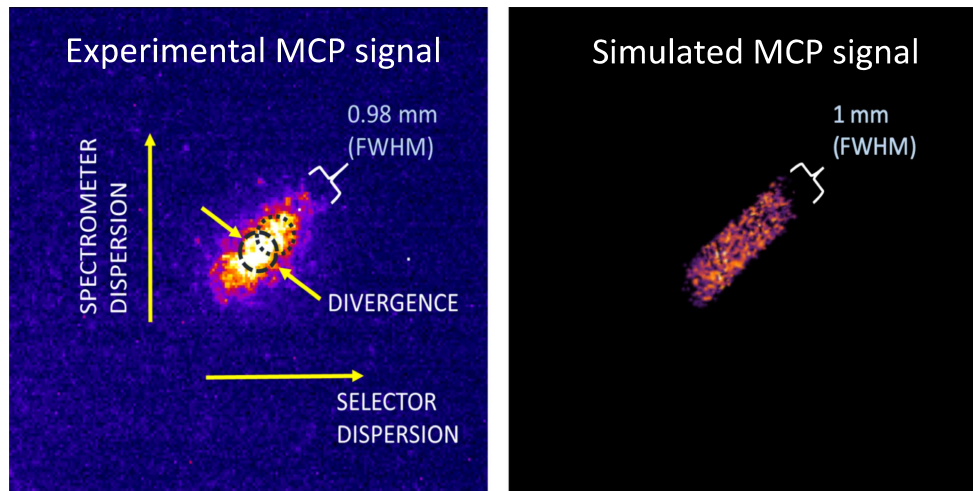 Experimental MCP signal
0.98 mm
(FWHM)
SPECTROMETER
DISPERSION
DIVERGENCE
SELECTOR
DISPERSION
Simulated MCP signal
1 mm
(FWHM)